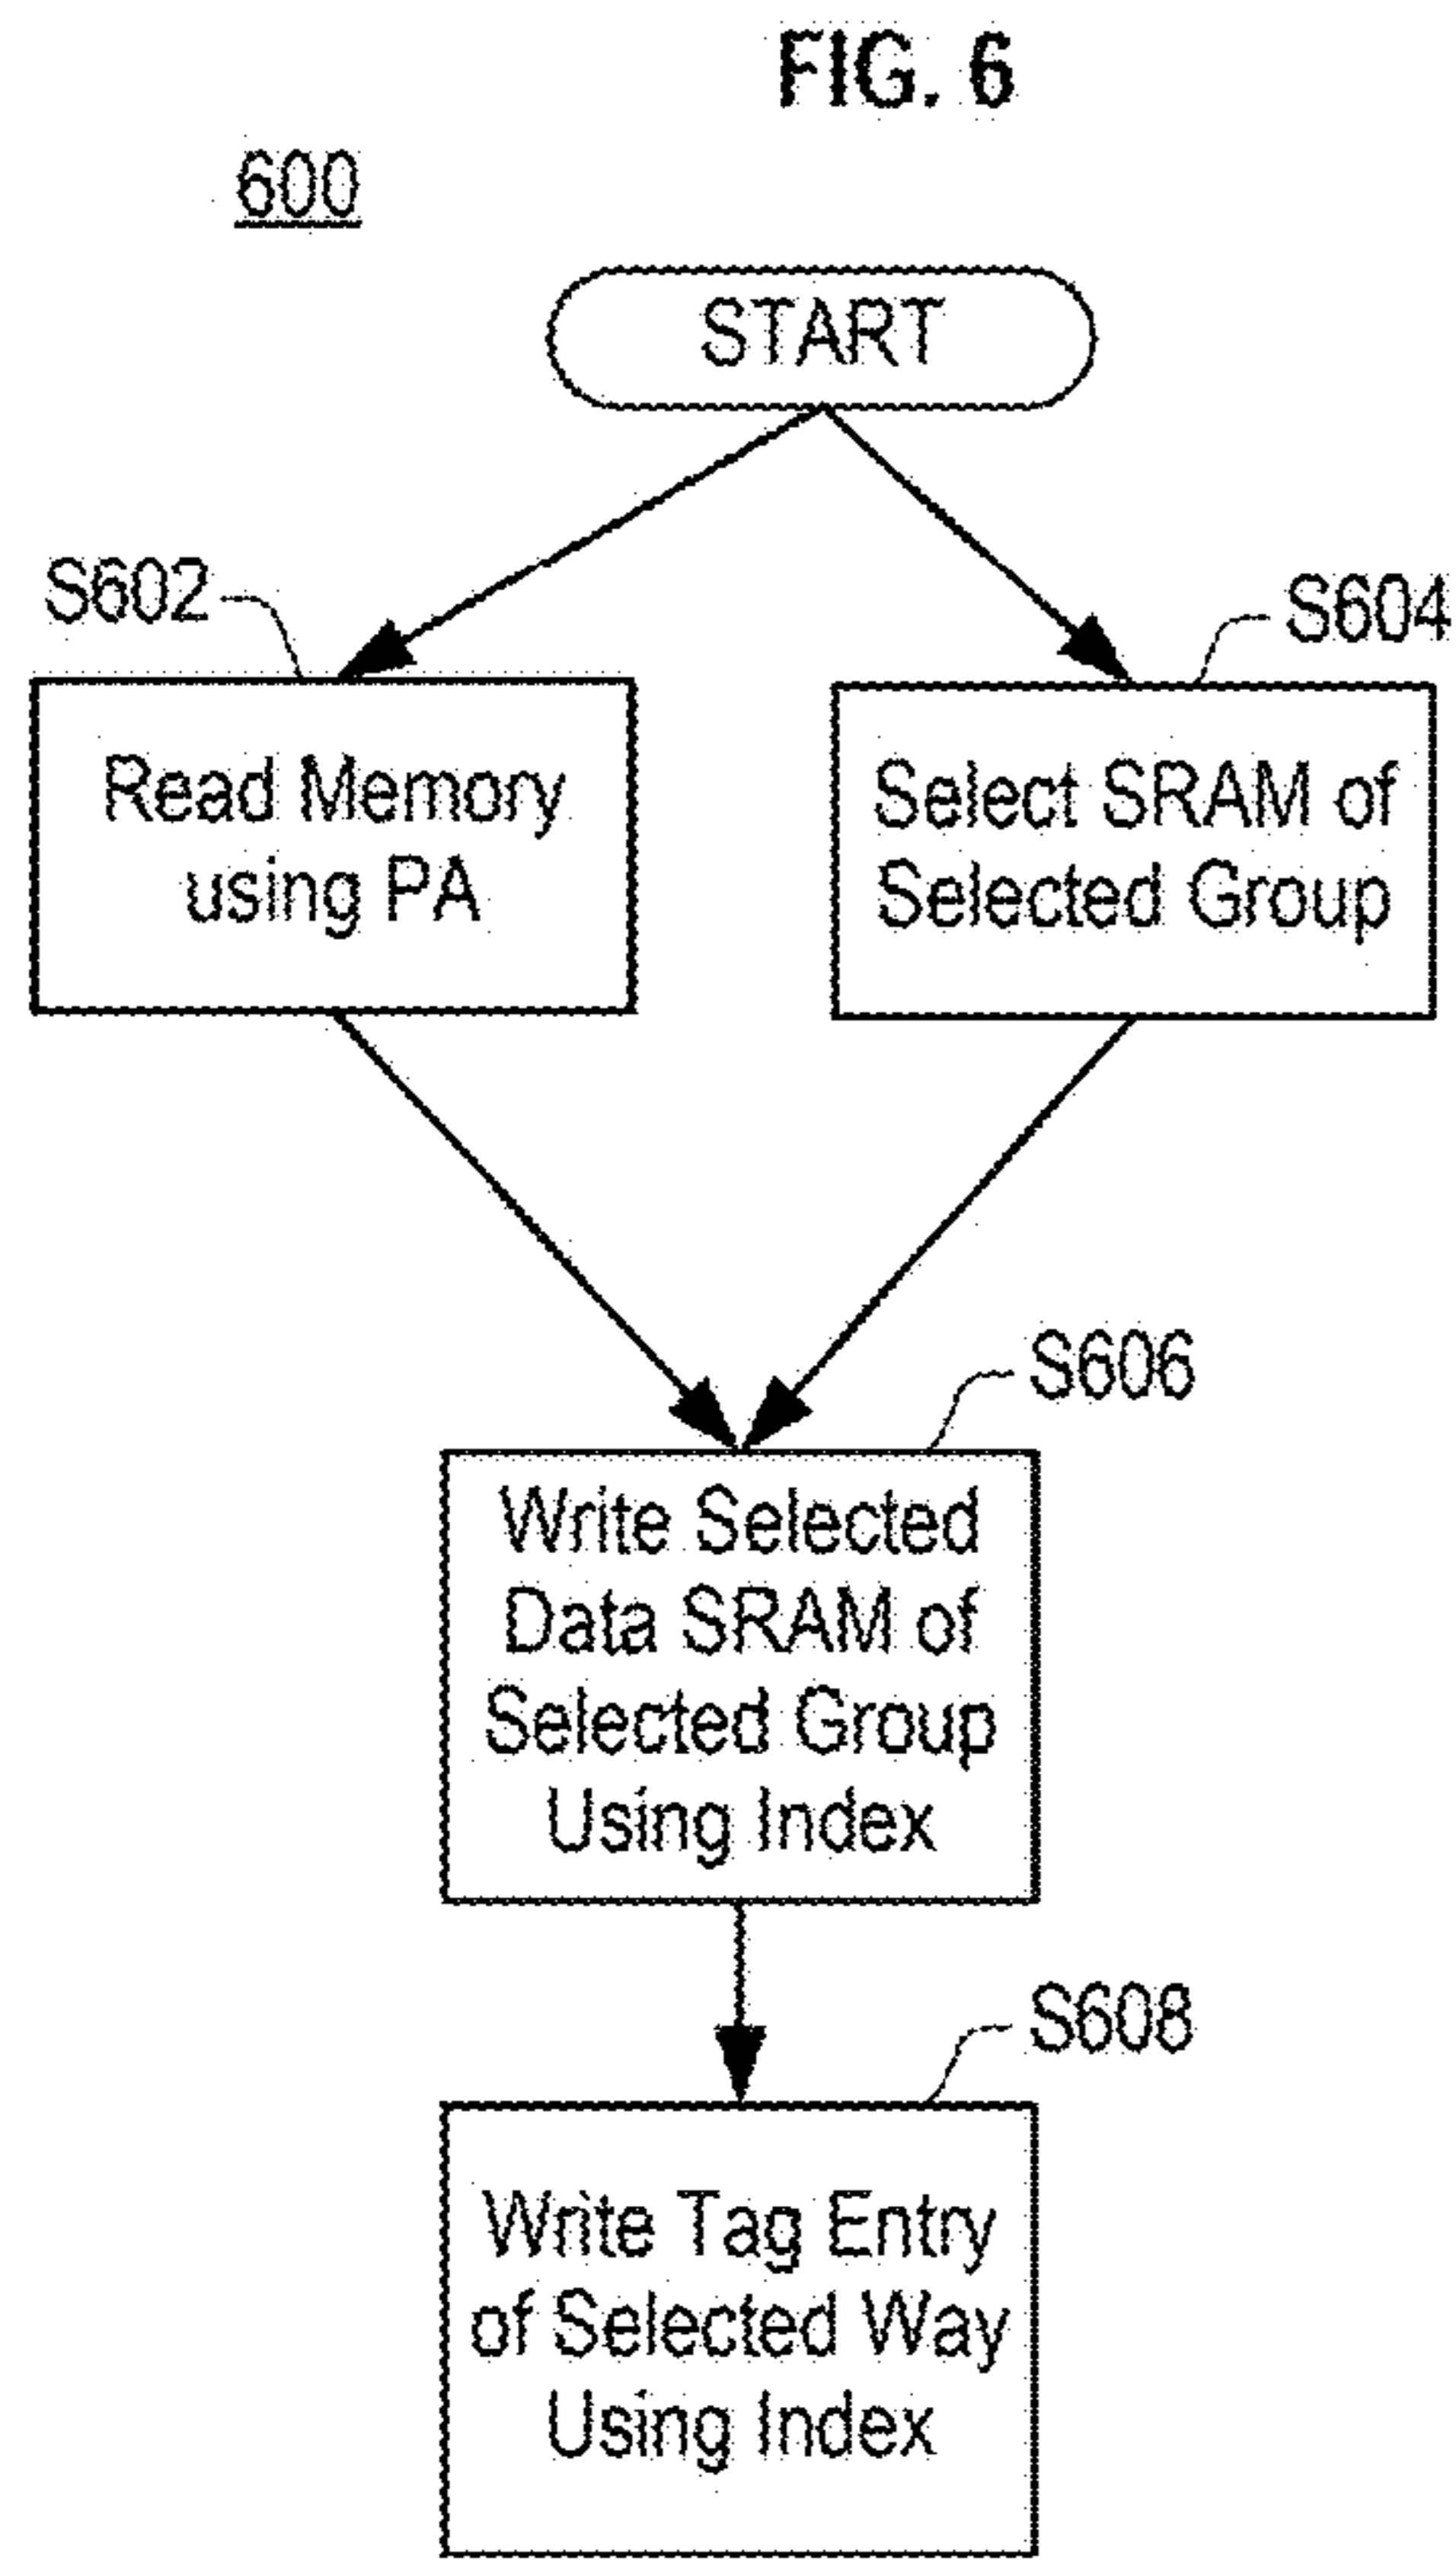 FIG. 6
600
START
S602
S604
Read Memory
using PA
Select SRAM of
Selected Group
S606
Write Selected
Data SRAM of
Selected Group
Using Index
S608
Write Tag Entry
of Selected Way
Using Index